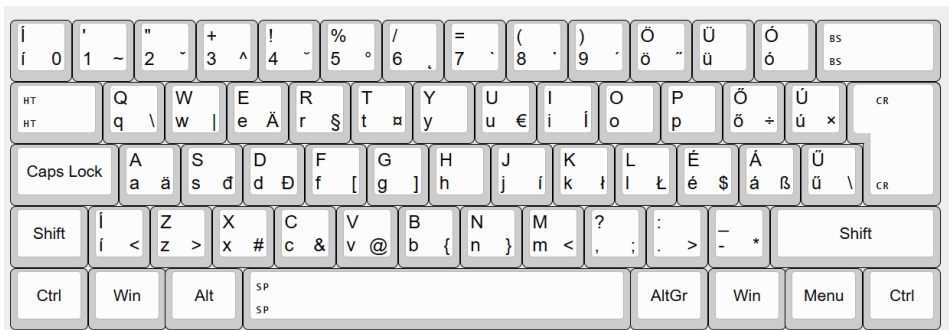 Í ' " + ! % / = ( ) Ö Ü Ó BS
í 0 1 ~ 2 ˇ 3 ^ 4 ˘ 5 ° 6 ˛ 7 ` 8 ˙ 9 ´ ö ˝ ü ó BS
HT Q W E R T Y U I O P Ő Ú CR
HT q \ w | e Ä r § t ¤ y u € i Í o p ő ÷ ú ×
Caps Lock A S D F G H J K L É Á Ű
a ä s đ d Đ f [ g ] h j í k ł l Ł é $ á ß ű \ CR
Shift Í Z X C V B N M ? : _ Shift
í < z > x # c & v @ b { n } m < , ; . > - *
Ctrl Win Alt SP AltGr Win Menu Ctrl
SP